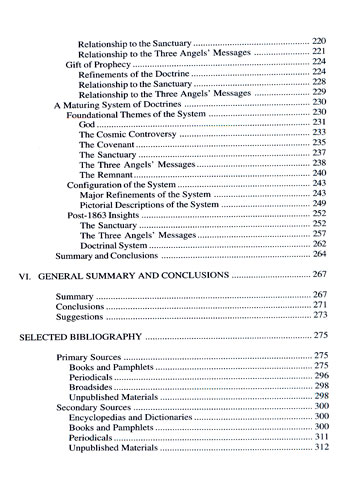 Relationship to the Sanctuary 220
Relationship to the Three Angels' Messages 221
Gift of Prophecy 224
Refinements of the Doctrine 224
Relationship to the Sanctuary 228
Relationship to the Three Angels' Messages 229
A Maturing System of Doctrines 230
Foundational Themes of the System 230
God 231
The Cosmic Controversy 233
The Covenant 235
The Sanctuary 237
The Three Angels' Messages 238
The Remnant 240
Configuration of the System 243
Major Refinements of the System 243
Pictorial Descriptions of the System 249
Post-1863 Insights 252
The Sanctuary 252
The Three Angels' Messages 257
Doctrinal System 262
Summary and Conclusions 264
VI. GENERAL SUMMARY AND CONCLUSIONS 267
Summary 267
Conclusions 271
Suggestions 273
SELECTED BIBLIOGRAPHY 275
Primary Sources 275
Books and Pamphlets 275
Periodicals 296
Broadsides 298
Unpublished Materials 298
Secondary Sources 300
Encyclopedias and Dictionaries 300
Books and Pamphlets 300
Periodicals 311
Unpublished Materials 312